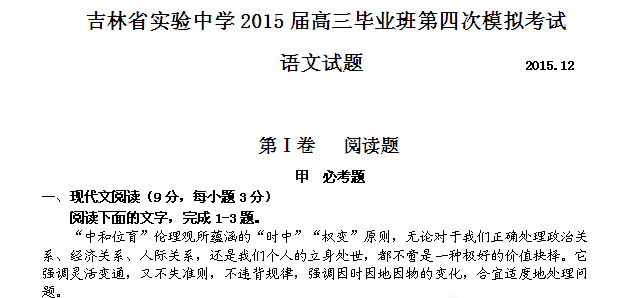 吉林省实验中学2015届高三毕业班第四次模拟考试
语文试题 2015.12
第Ⅰ卷 阅读题
甲 必考题
一、现代文阅读（9分，每小题3分）
阅读下面的文字，完成1-3题。
“中和位育”伦理观所蕴涵的“时中”“权变”原则，无论对于我们正确处理政治关
系、经济关系、人际关系，还是我们个人的立身处世，都不啻是一种极好的价值抉择。它
强调灵活变通，又不失准则，不违背规律，强调因时因地因物的变化，合宜适度地处理问
题。